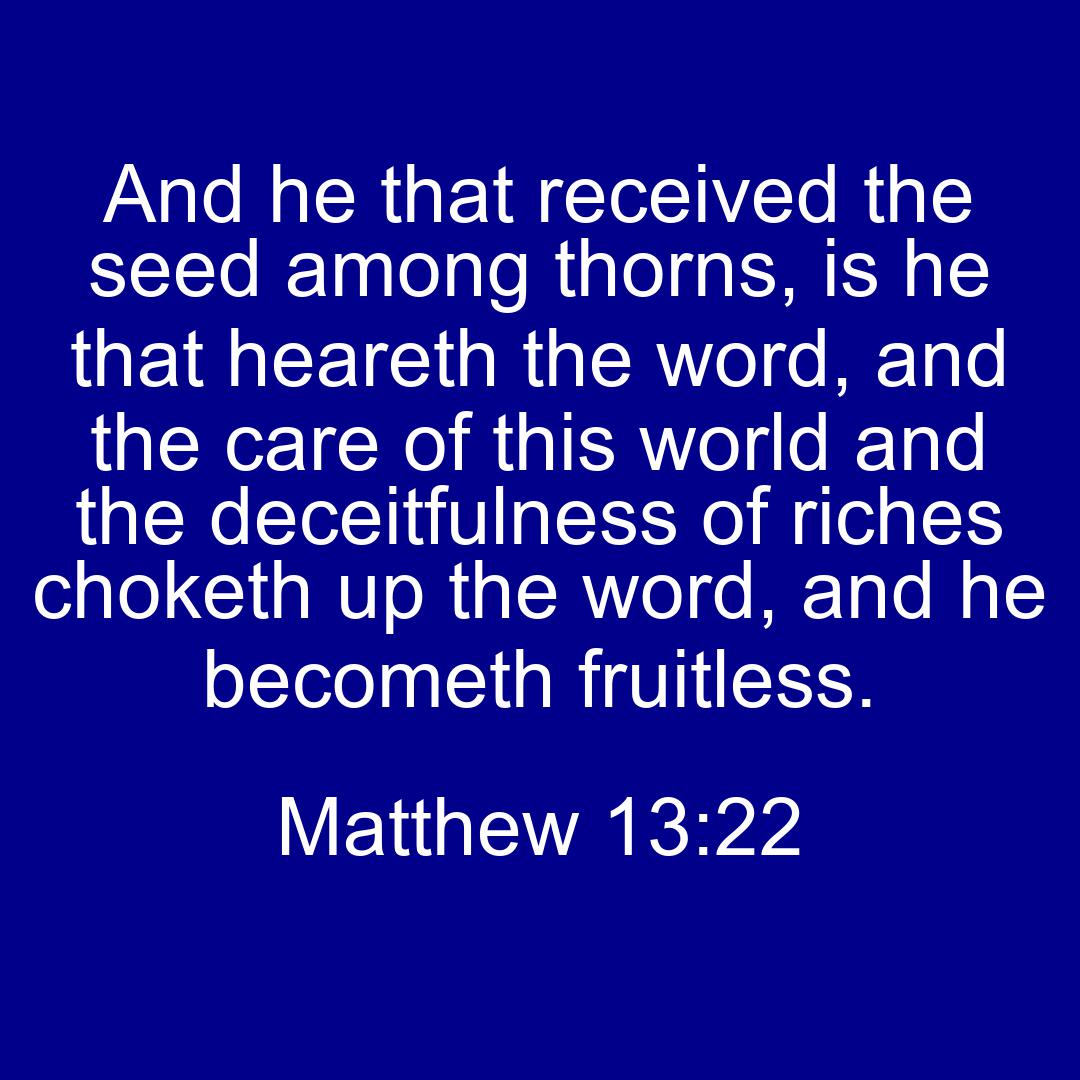 And he that received the
seed among thorns, is he
that heareth the word, and
the care of this world and
the deceitfulness of riches
choketh up the word, and he
becometh fruitless.
Matthew 13:22